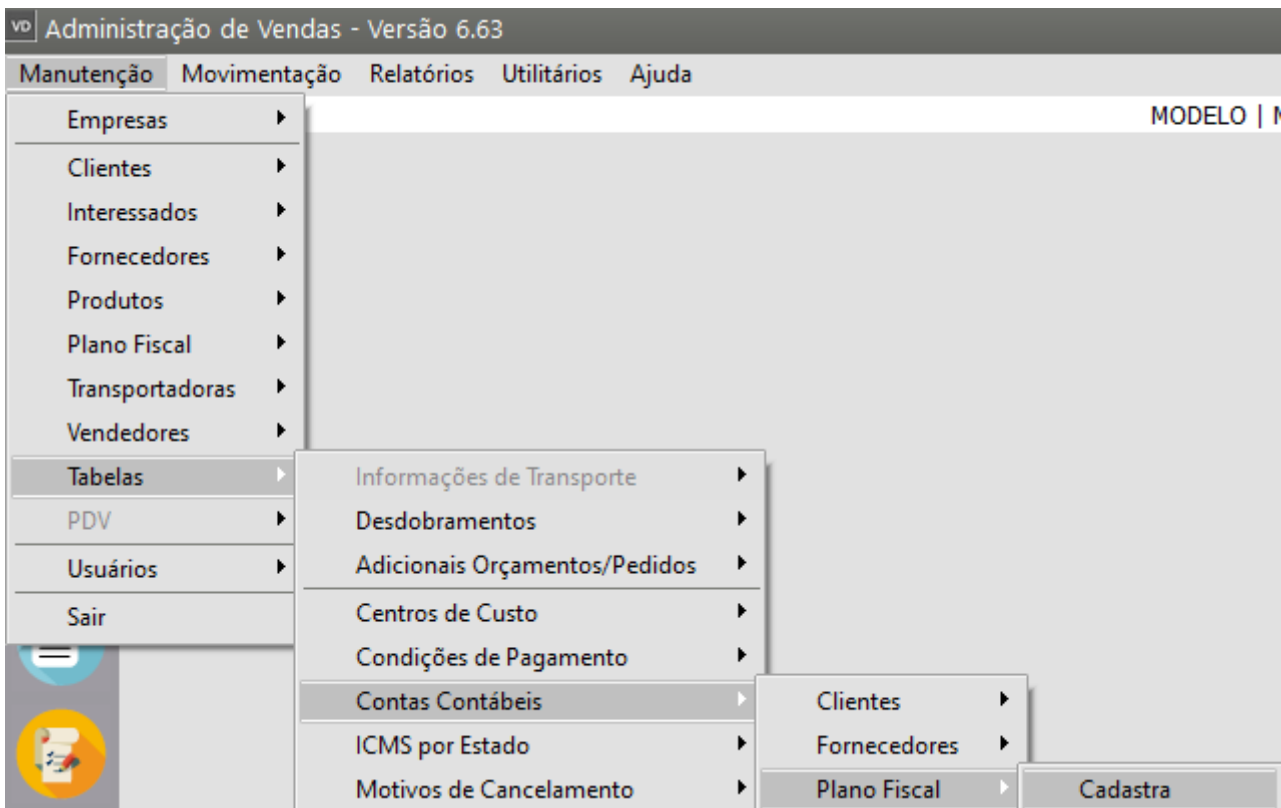 VD Administração de Vendas - Versão 6.63
Manutenção Movimentação Relatórios Utilitários Ajuda
MODELO |
Empresas
Clientes
Interessados
Fornecedores
Produtos
Plano Fiscal
Transportadoras
Vendedores
Tabelas
PDV
Usuários
Sair
Informações de Transporte
Desdobramentos
Adicionais Orçamentos/Pedidos
Centros de Custo
Condições de Pagamento
Contas Contábeis
ICMS por Estado
Motivos de Cancelamento
Clientes
Fornecedores
Plano Fiscal
Cadastra